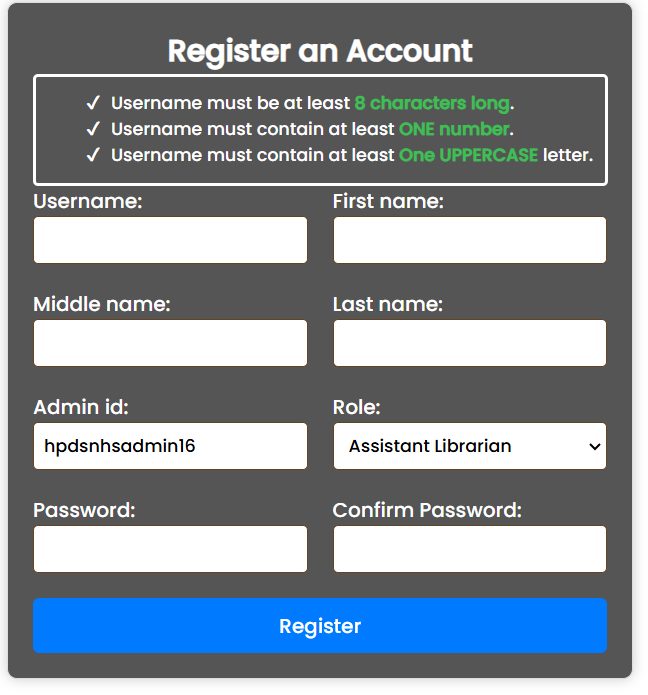 Register an Account
✓ Username must be at least 8 characters long.
✓ Username must contain at least ONE number.
✓ Username must contain at least One UPPERCASE letter.
Username: First name:
Middle name: Last name:
Admin id: Role:
hpdsnhsadmin16 Assistant Librarian
Password: Confirm Password:
Register